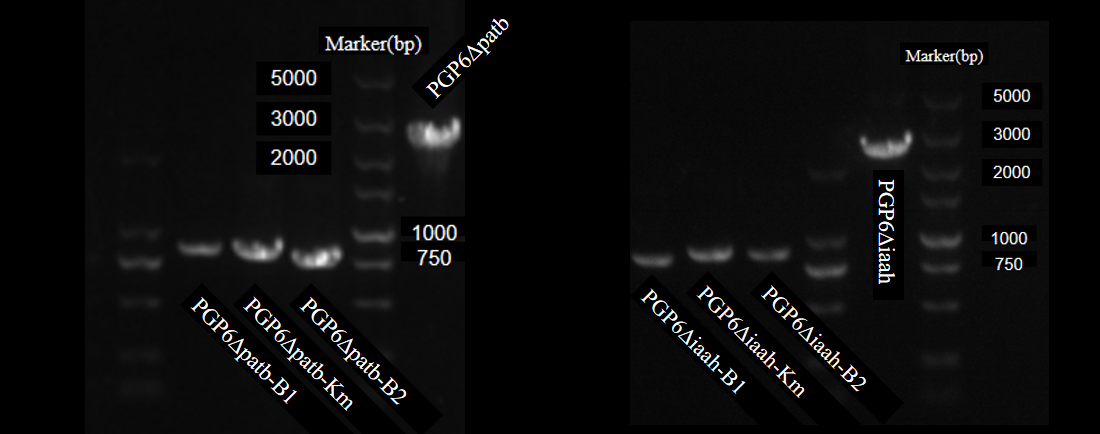 Marker(bp)
5000
3000
2000
1000
750
PGP6Δpatb
PGP6Δpatb-B1
PGP6Δpatb-Km
PGP6Δpatb-B2
Marker(bp)
5000
3000
2000
1000
750
PGP6Δiaah
PGP6Δiaah-B1
PGP6Δiaah-Km
PGP6Δiaah-B2